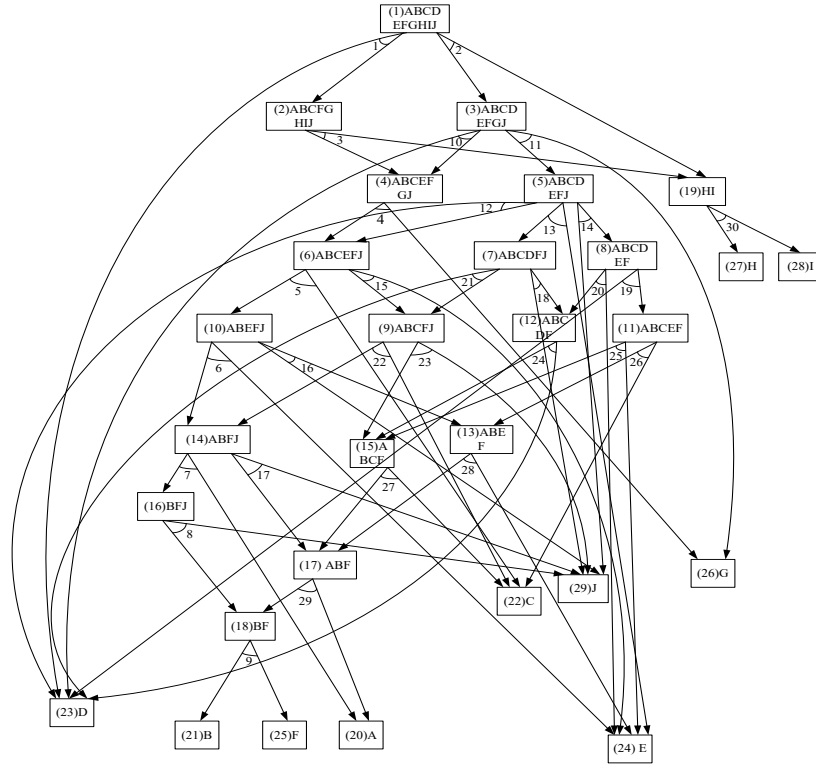 (1)ABCD
EFGHIJ
1
2
(2)ABCFG
HIJ
(3)ABCD
EFGJ
3
10
11
(4)ABCEF
GJ
(5)ABCD
EFJ
(19)HI
4
12
13
14
30
(6)ABCEFJ
(7)ABCDFJ
(8)ABCD
EF
(27)H
(28)I
5
15
21
18
20
19
(10)ABEFJ
(9)ABCFJ
(12)ABC
DF
(11)ABCEF
6
16
22
23
24
25
26
(14)ABFJ
(15)A
BCF
(13)ABE
F
7
17
27
28
(16)BFJ
8
(17) ABF
(29)J
(26)G
29
(22)C
(18)BF
9
(23)D
(21)B
(25)F
(20)A
(24) E